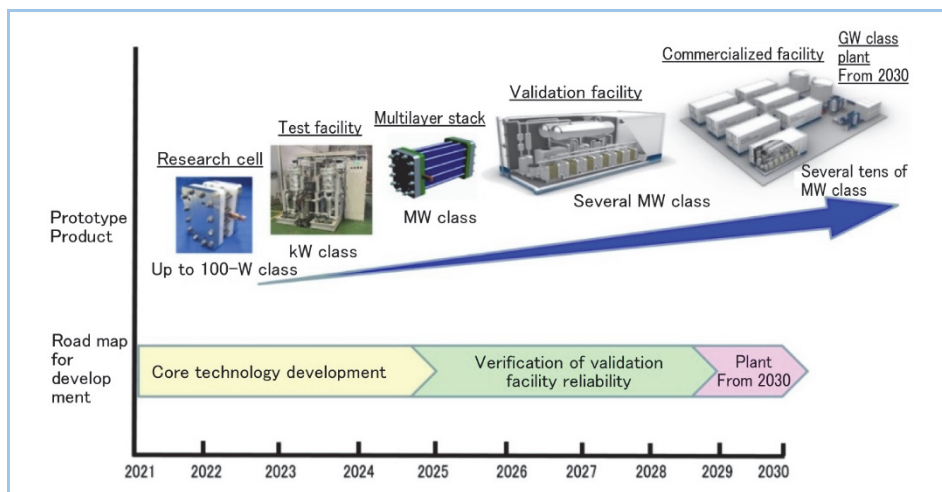 GW class
plant
From 2030
Commercialized facility
Validation facility
Multilayer stack
Test facility
Research cell
Several tens of
MW class
Several MW class
MW class
kW class
Up to 100-W class
Prototype
Product
Road map
for
develop
ment
Core technology development
Verification of validation
facility reliability
Plant
From 2030
2021 2022 2023 2024 2025 2026 2027 2028 2029 2030